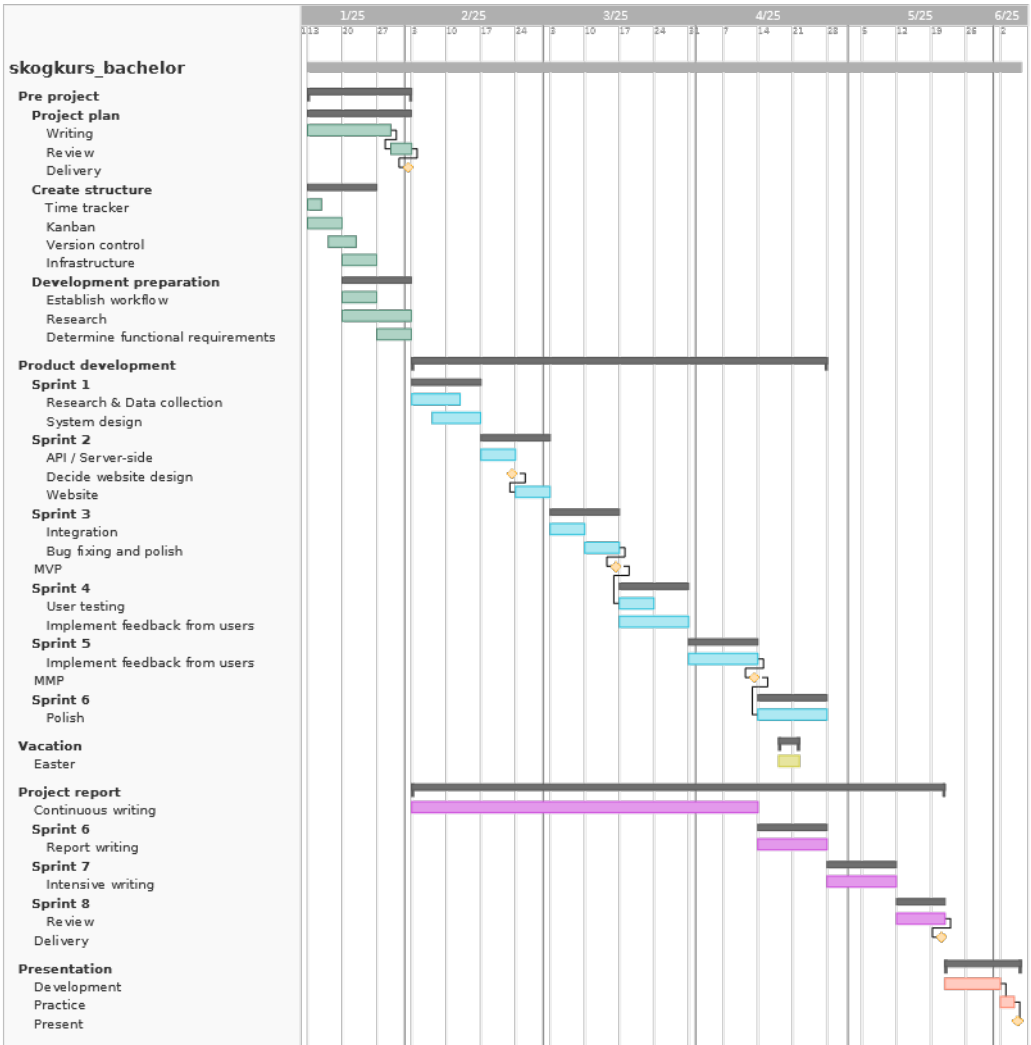 1/25 2/25 3/25 4/25 5/25 6/25
13 20 27 3 10 17 24 3 10 17 24 31 7 14 21 28 5 12 19 26 2
skogkurs_bachelor
Pre project
Project plan
Writing
Review
Delivery
Create structure
Time tracker
Kanban
Version control
Infrastructure
Development preparation
Establish workflow
Research
Determine functional requirements
Product development
Sprint 1
Research & Data collection
System design
Sprint 2
API / Server-side
Decide website design
Website
Sprint 3
Integration
Bug fixing and polish
MVP
Sprint 4
User testing
Implement feedback from users
Sprint 5
Implement feedback from users
MMP
Sprint 6
Polish
Vacation
Easter
Project report
Continuous writing
Sprint 6
Report writing
Sprint 7
Intensive writing
Sprint 8
Review
Delivery
Presentation
Development
Practice
Present